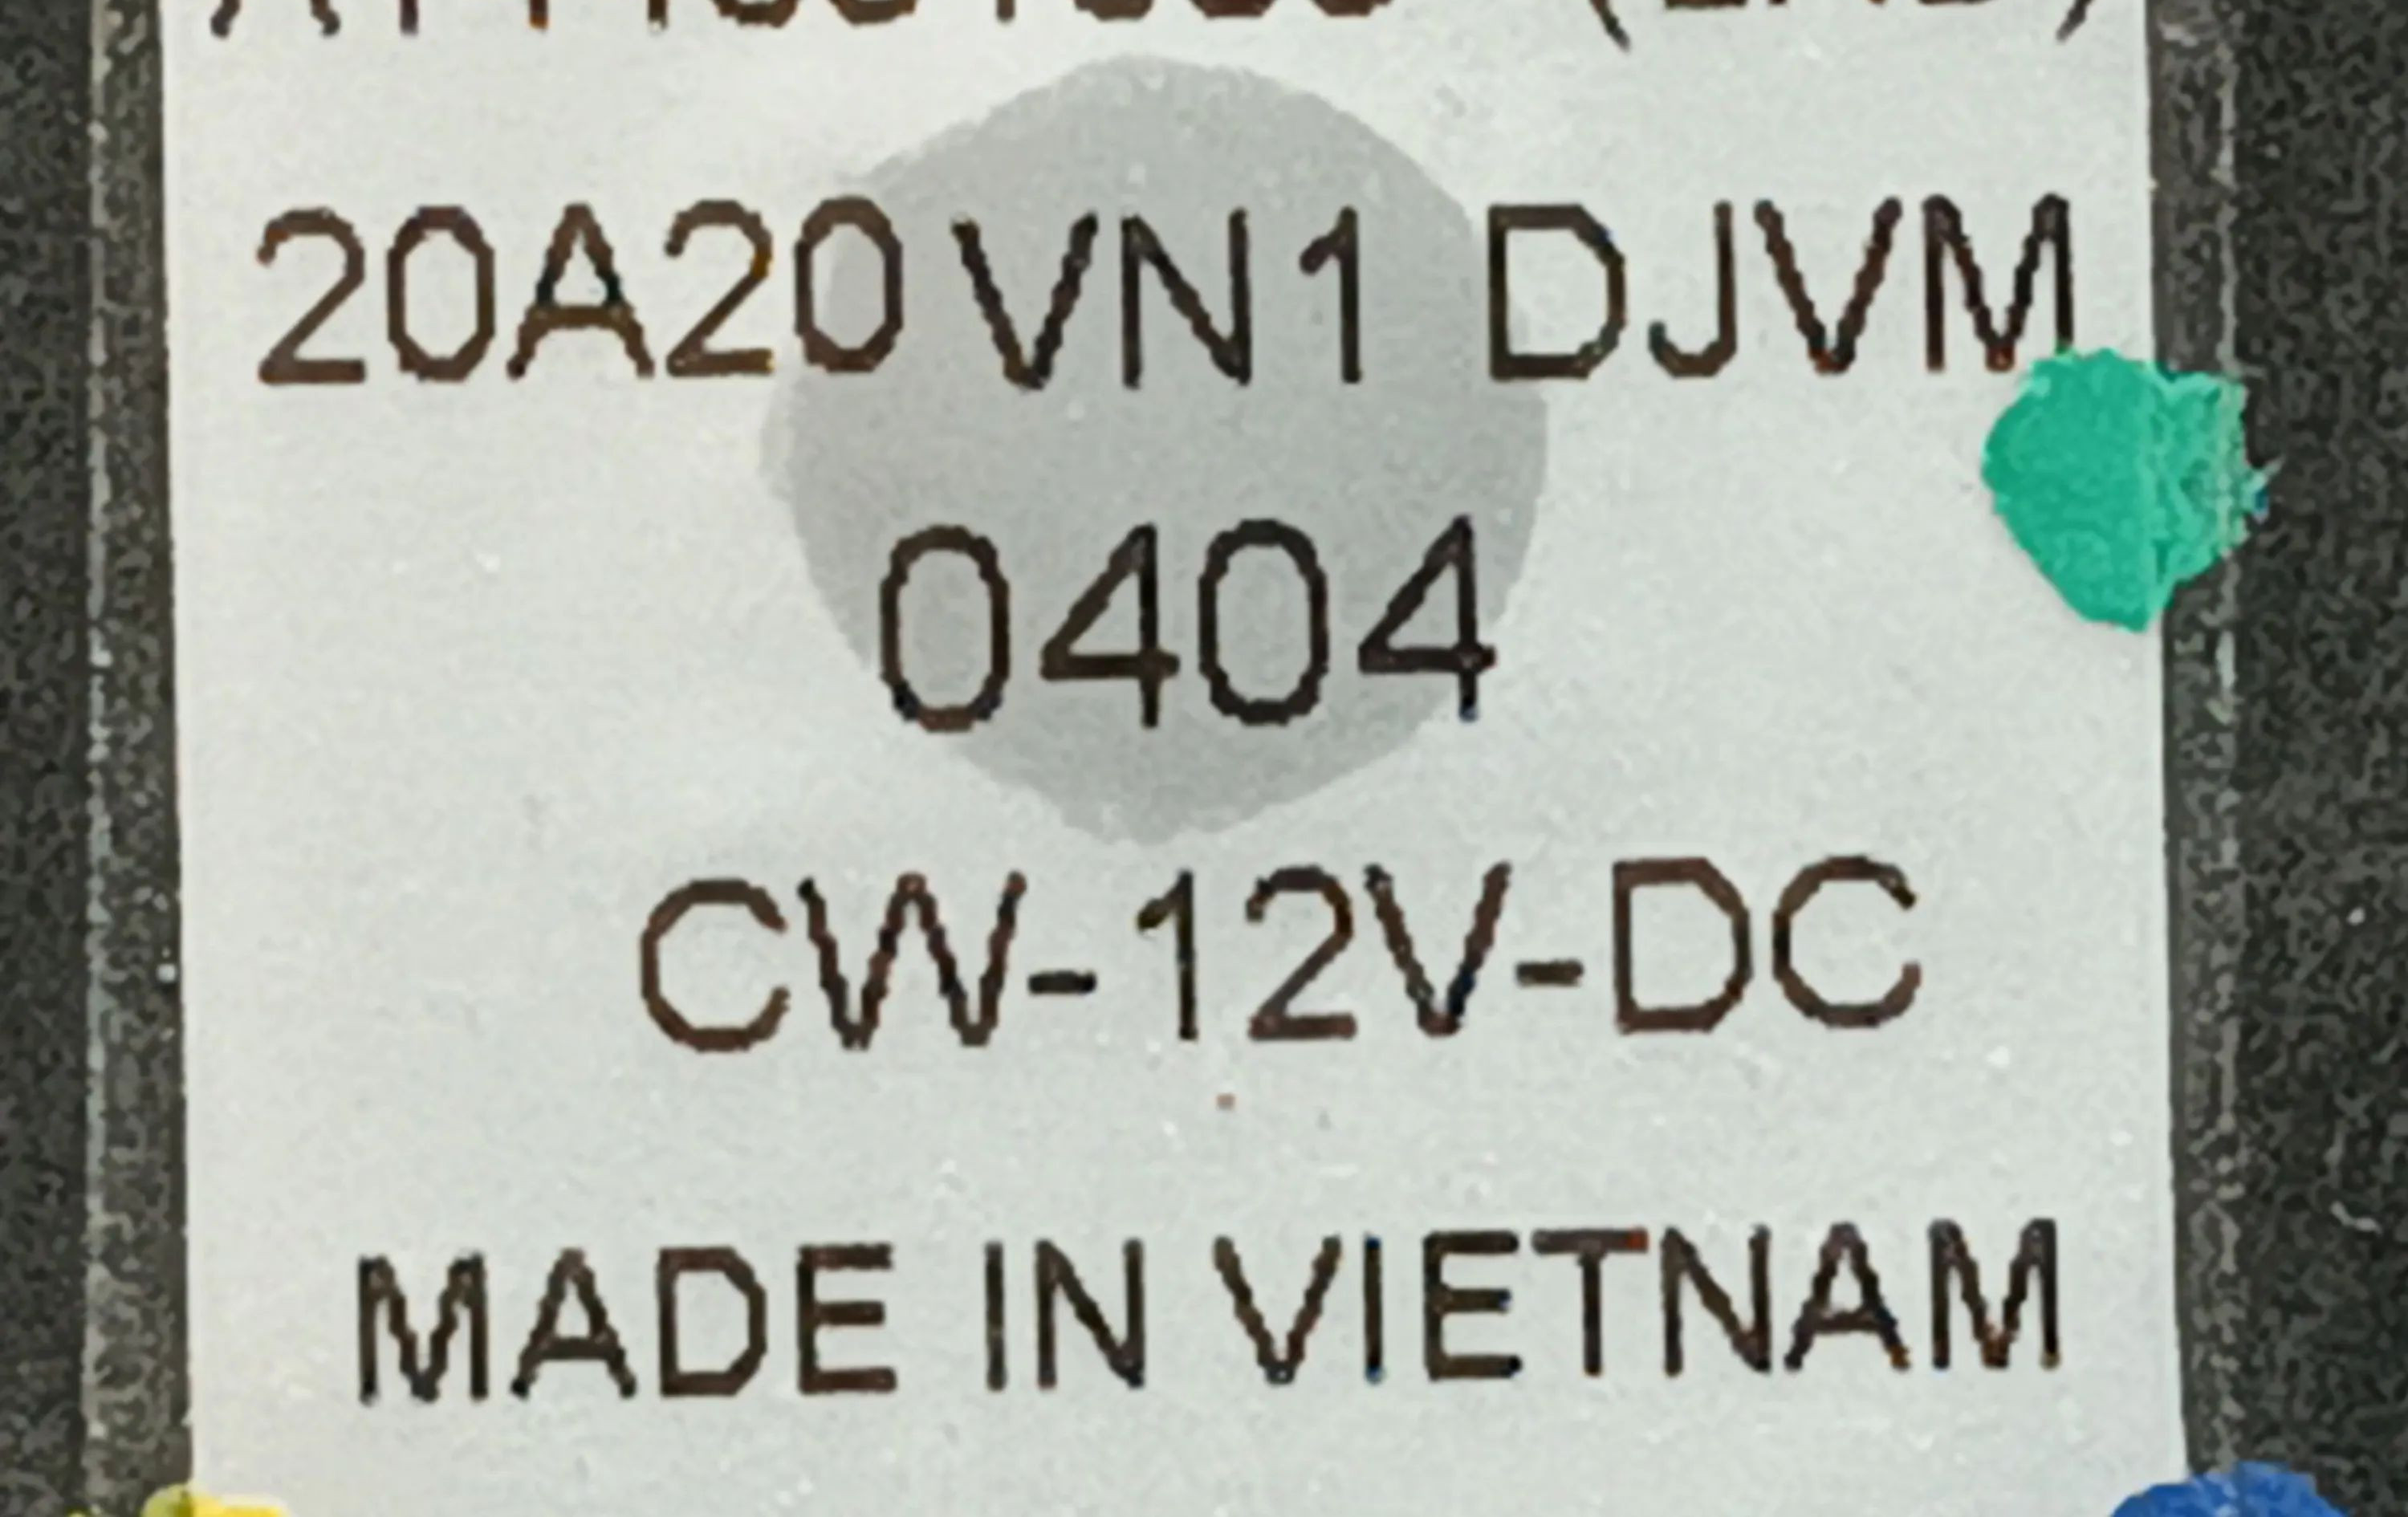 20A20 VN1 DJVM
0404
CW-12V-DC
MADE IN VIETNAM